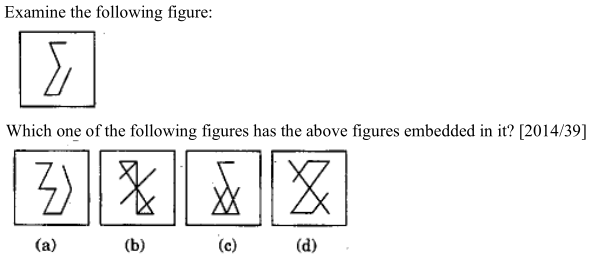 Examine the following figure:
Which one of the following figures has the above figures embedded in it? [2014/39]
(a) (b) (c) (d)